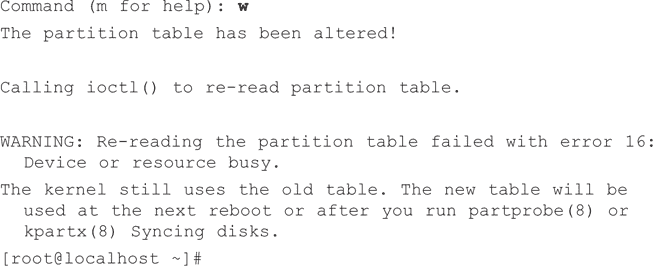 Command (m for help): w
The partition table has been altered!
Calling ioctl() to re-read partition table.
WARNING: Re-reading the partition table failed with error 16:
Device or resource busy.
The kernel still uses the old table. The new table will be
used at the next reboot or after you run partprobe(8) or
kpartx(8) Syncing disks.
[root@localhost ~]#